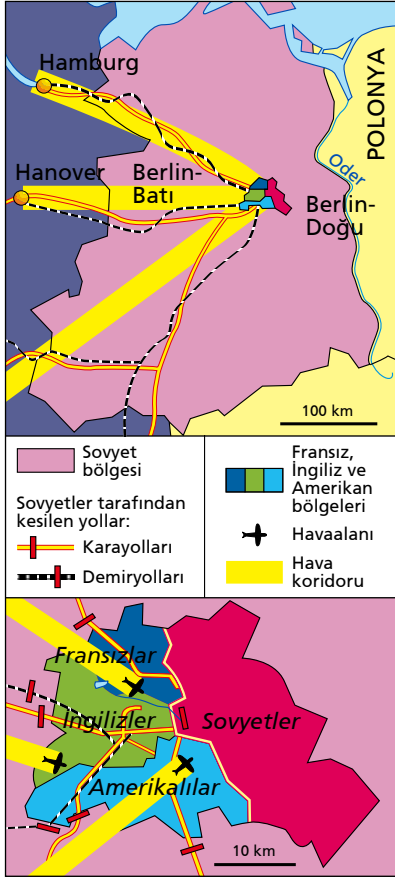 Hamburg
POLONYA
Hanover
Berlin-
Batı
Oder
Berlin-
Doğu
100 km
Sovyet
bölgesi
Sovyetler tarafından
kesilen yollar:
Karayolları
Demiryolları
Fransız,
İngiliz ve
Amerikan
bölgeleri
Havaalanı
Hava
koridoru
Fransızlar
İngilizler
Sovyetler
Amerikalılar
10 km